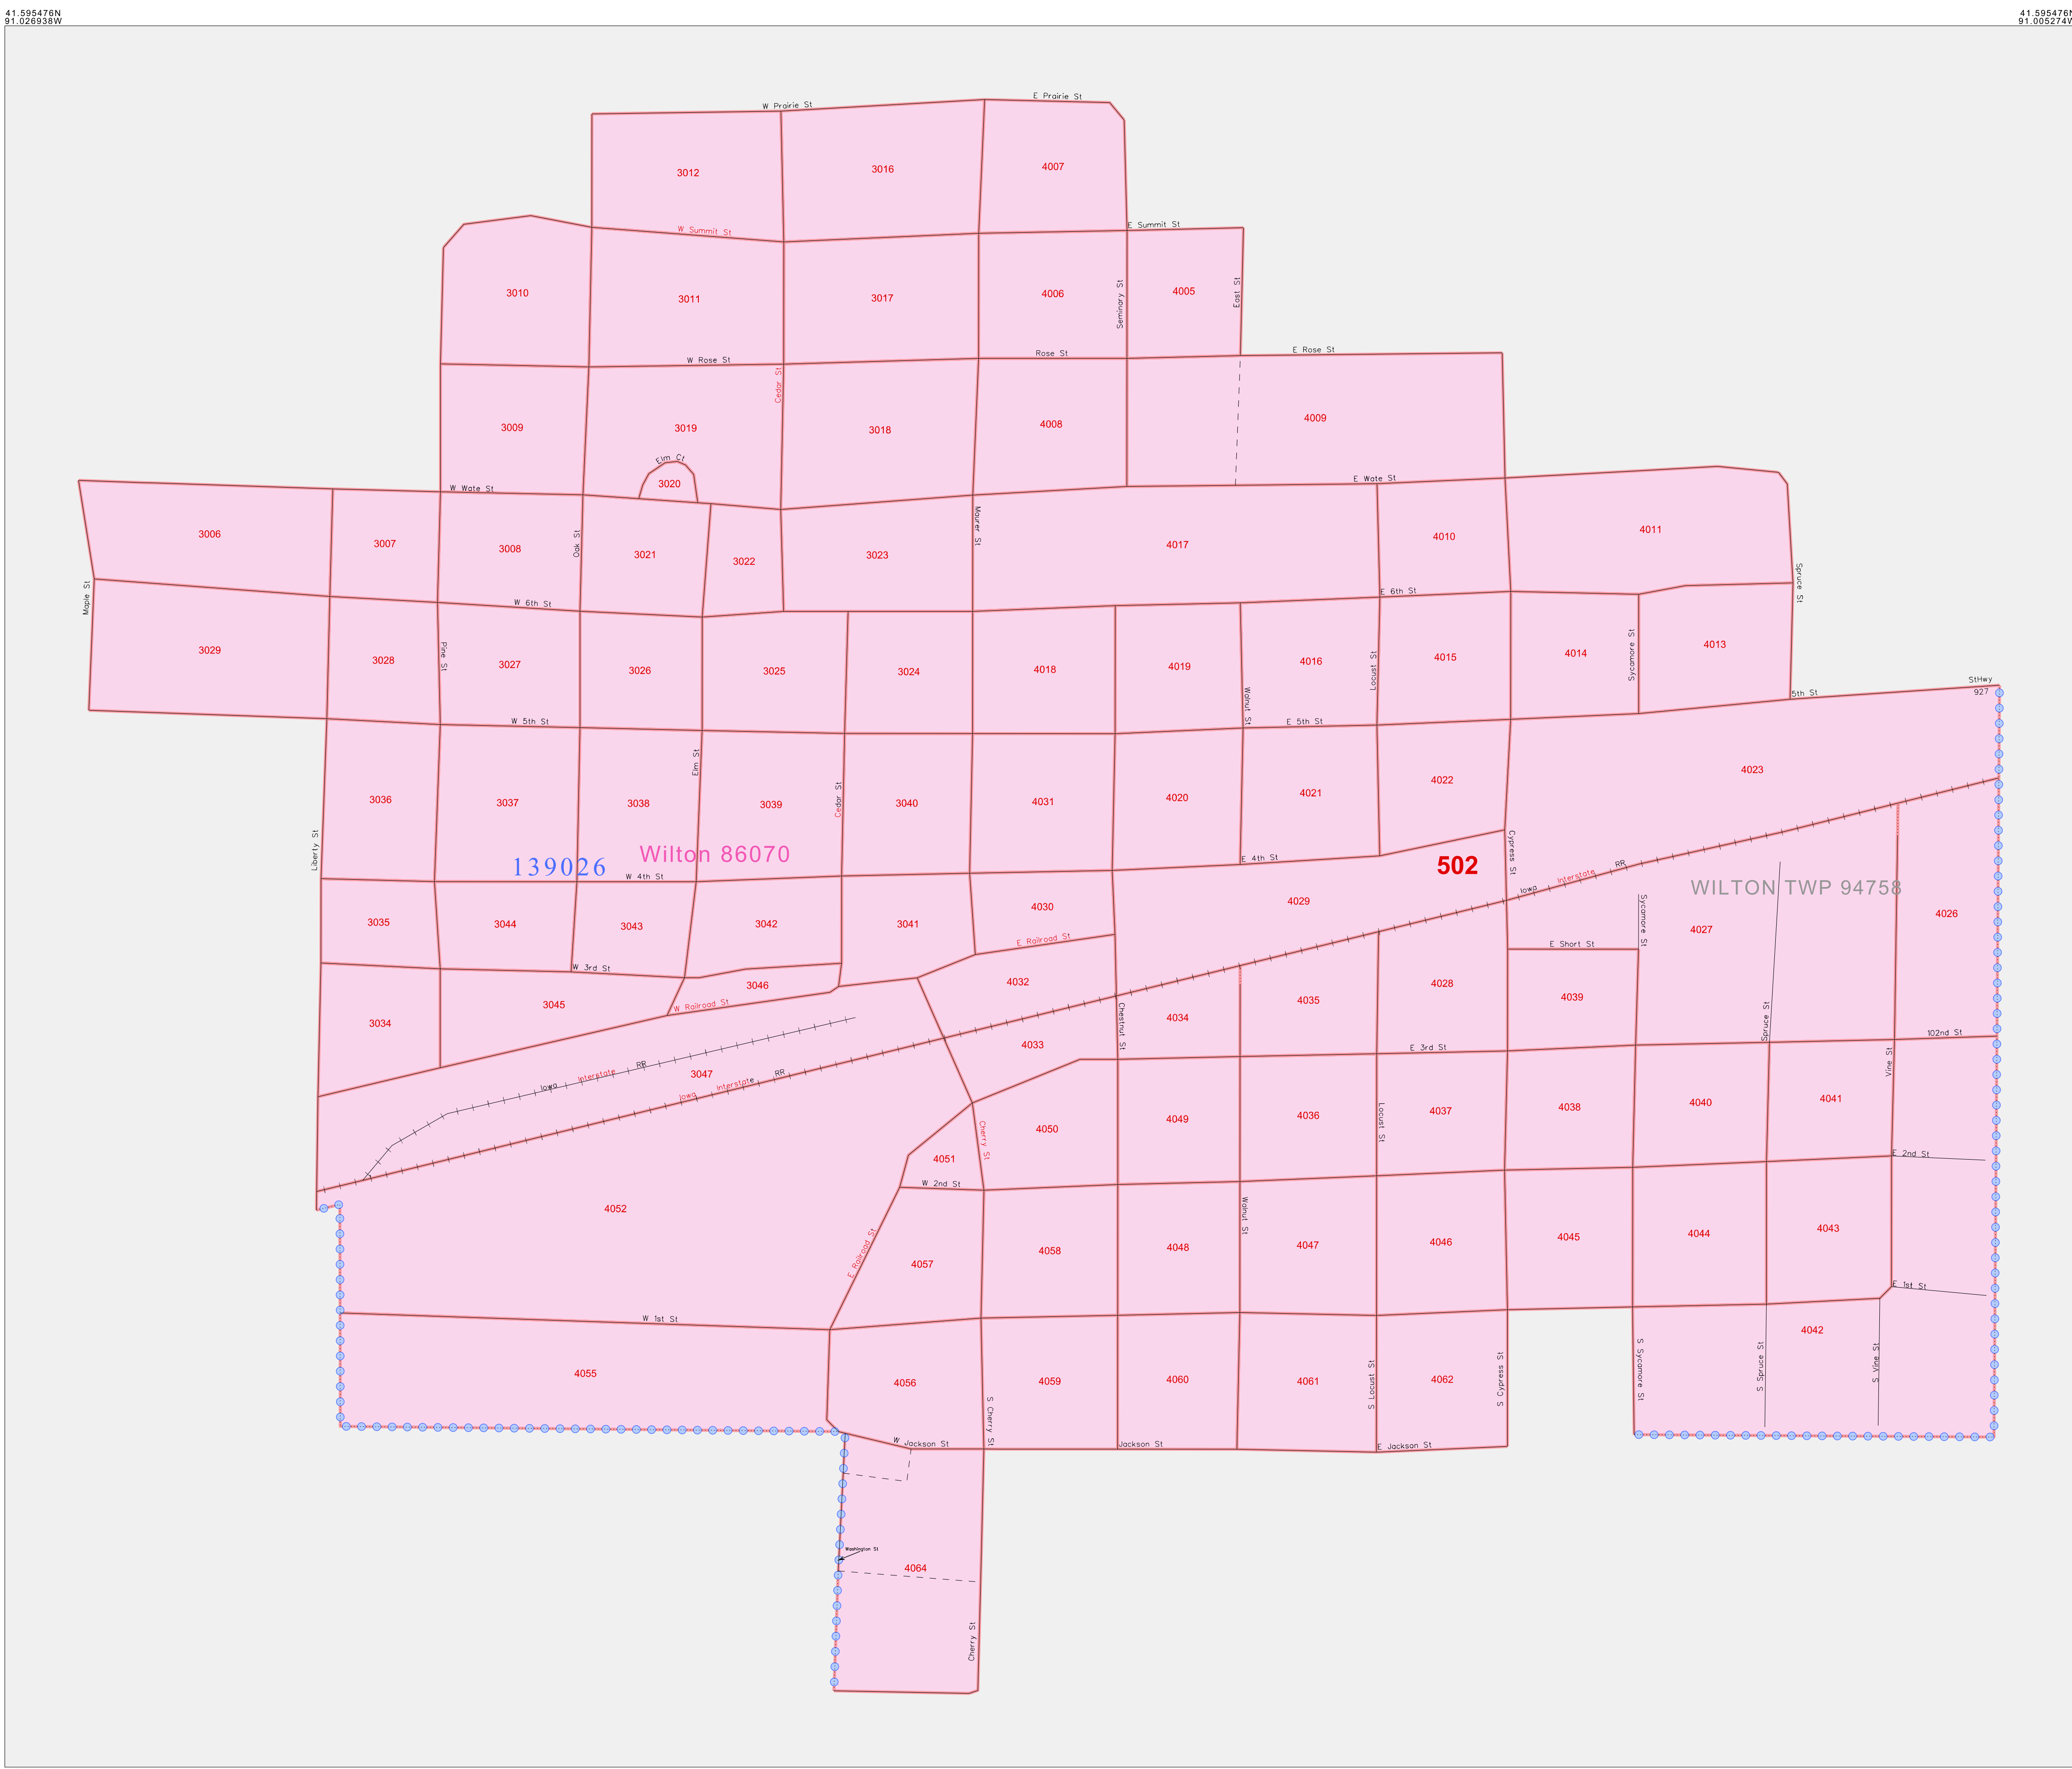 41.595476N
91.026938W
41.595476N
91.005274W
W Prairie St
E Prairie St
3012
3016
4007
W Summit St
E Summit St
3010
3011
3017
4006
Seminary St
4005
East St
W Rose St
Rose St
E Rose St
Cedar St
3009
3019
3018
4008
4009
Elm Ct
3020
W Wate St
E Wate St
3006
3007
3008
Oak St
3021
3022
3023
Maurer St
4017
4010
4011
Maple St
W 6th St
E 6th St
Spruce St
3029
3028
Pine St
3027
3026
3025
3024
4018
4019
Walnut St
4016
Locust St
4015
4014
Sycamore St
4013
W 5th St
E 5th St
5th St
StHwy
927
Elm St
Cedar St
3036
3037
3038
3039
3040
4031
4020
4021
4022
4023
Liberty St
Wilton 86070
139026
502
W 4th St
E 4th St
Cypress St
Iowa Interstate RR
WILTON TWP 94758
3035
3044
3043
3042
3041
4030
4029
4027
4026
Sycamore St
E Railroad St
E Short St
W 3rd St
3034
3045
3046
W Railroad St
4032
4034
4035
4028
4039
Chestnut St
Spruce St
4033
E 3rd St
102nd St
Vine St
3047
Iowa Interstate RR
Iowa Interstate RR
4050
4049
4036
Locust St
4037
4038
4040
4041
Cherry St
4051
W 2nd St
E 2nd St
4052
E Railroad St
4057
4058
4048
Walnut St
4047
4046
4045
4044
4043
W 1st St
E 1st St
4055
4056
4059
4060
4061
S Locust St
4062
S Cypress St
S Sycamore St
S Spruce St
4042
S Vine St
S Cherry St
W Jackson St
Jackson St
E Jackson St
Washington St
4064
Cherry St